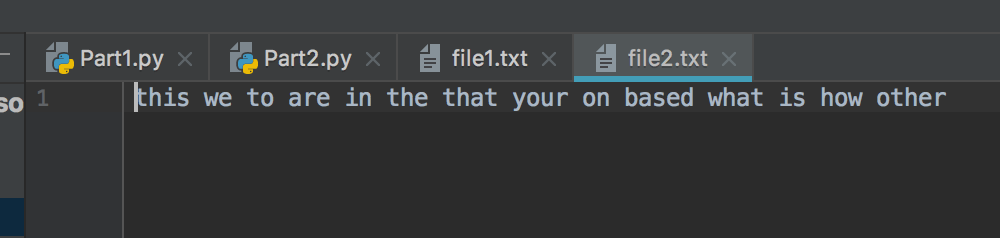 Part1.py Part2.py file1.txt file2.txt
so 1 this we to are in the that your on based what is how other